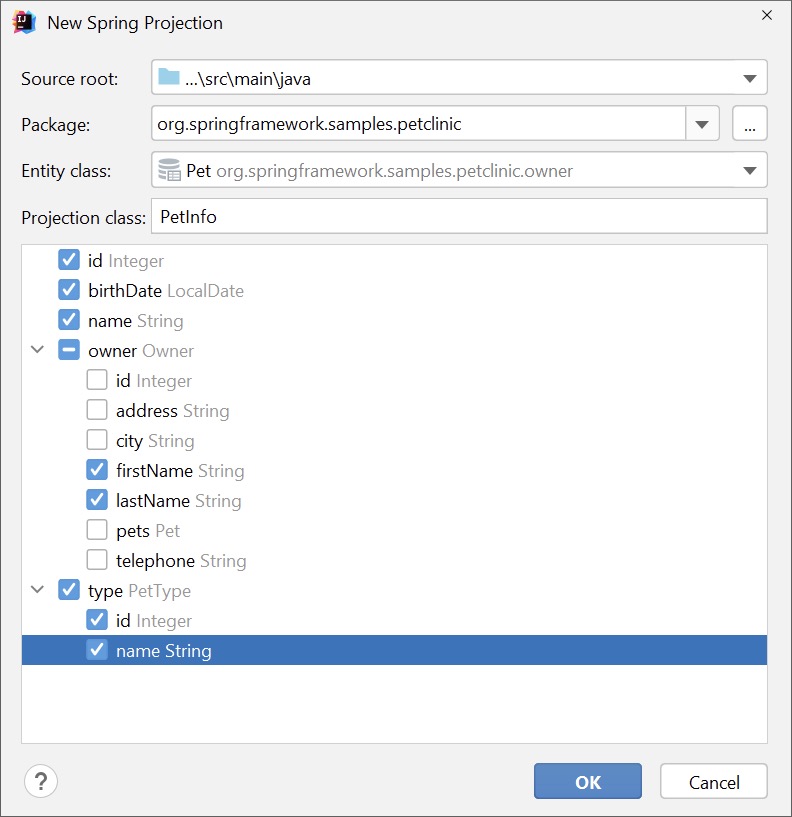 New Spring Projection
Source root: ...\src\main\java
Package: org.springframework.samples.petclinic ...
Entity class: Pet org.springframework.samples.petclinic.owner
Projection class: PetInfo
id Integer
birthDate LocalDate
name String
owner Owner
id Integer
address String
city String
firstName String
lastName String
pets Pet
telephone String
type PetType
id Integer
name String
? OK Cancel